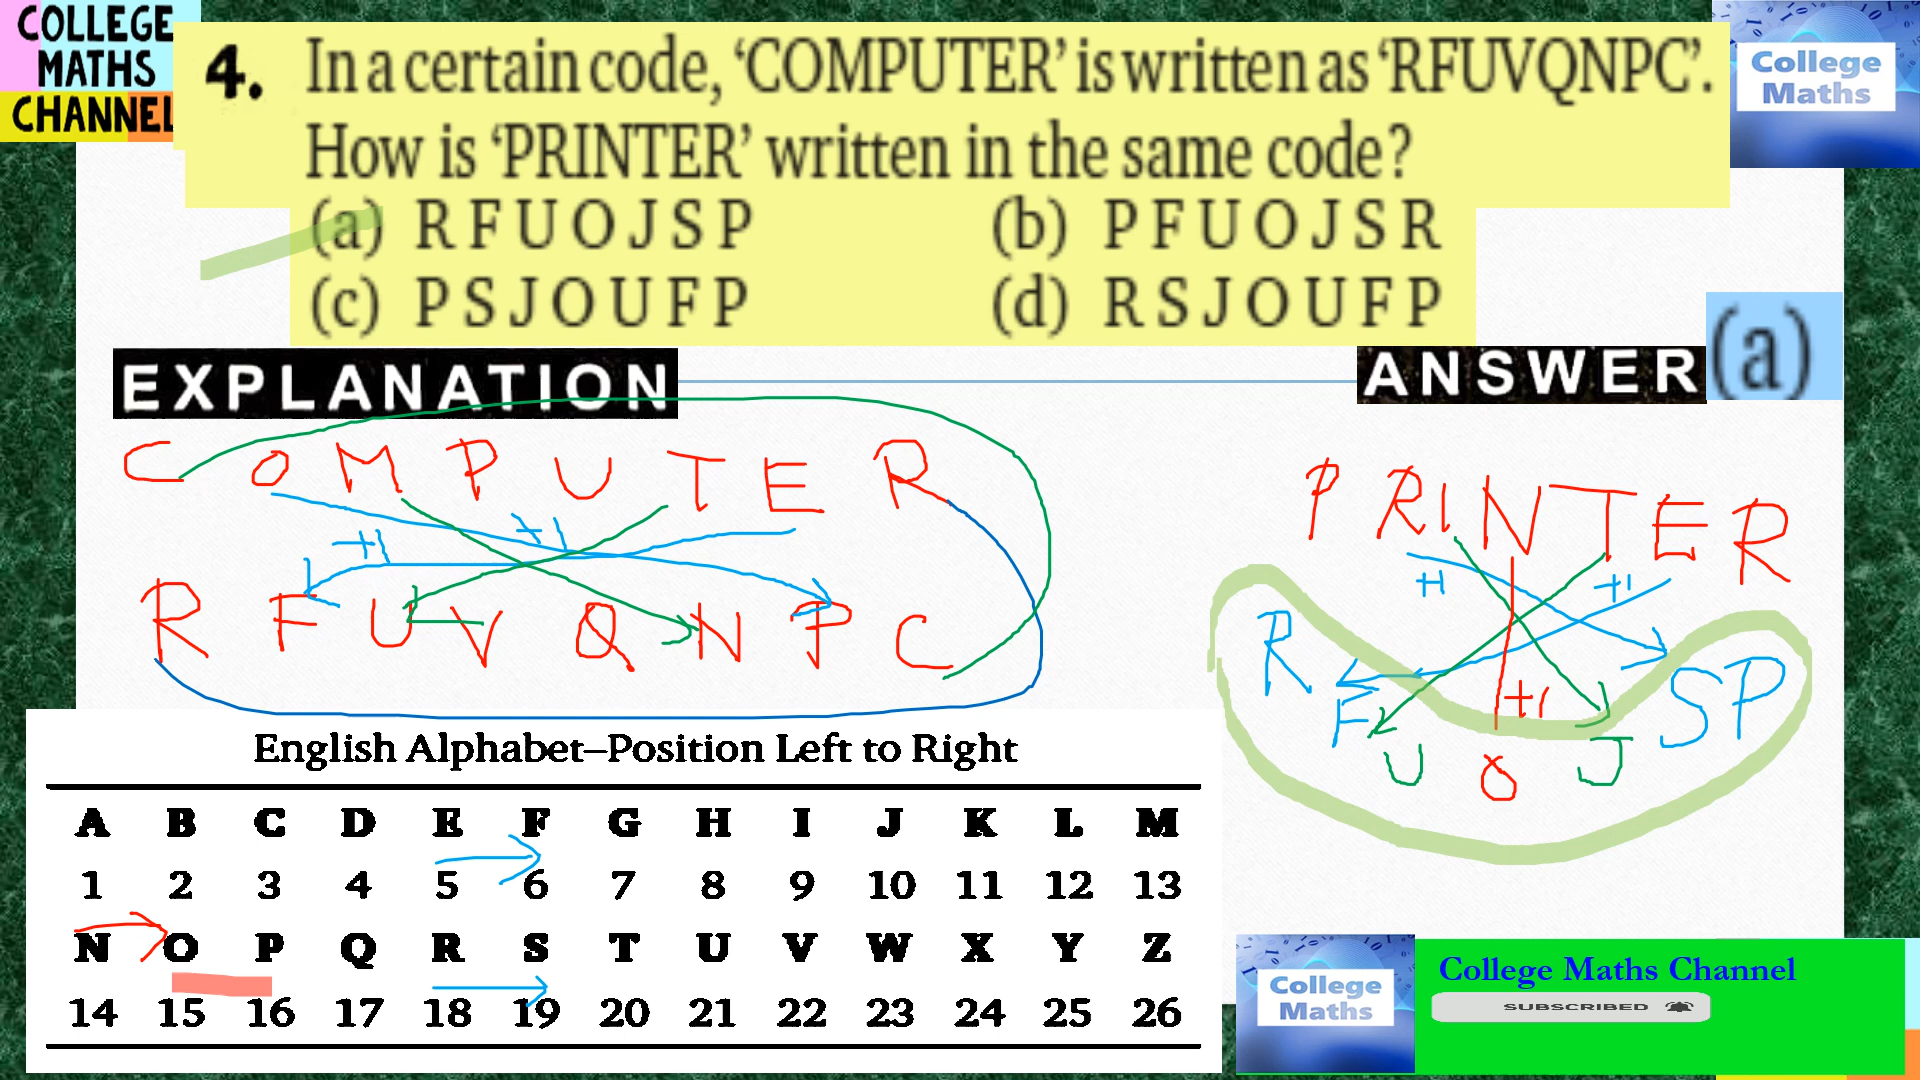 COLLEGE
MATHS
CHANNEL
4. In a certain code, ‘COMPUTER’ is written as ‘RFUVQNPC’.
How is ‘PRINTER’ written in the same code?
(a) R F U O J S P (b) P F U O J S R
(c) P S J O U F P (d) R S J O U F P
College
Maths
EXPLANATION
ANSWER (a)
C O M P U T E R
+1 +1
R F U V Q N P C
P R I N T E R
+1 +1
+1
R F U O J S P
English Alphabet–Position Left to Right
A B C D E F G H I J K L M
1 2 3 4 5 6 7 8 9 10 11 12 13
N O P Q R S T U V W X Y Z
14 15 16 17 18 19 20 21 22 23 24 25 26
College
Maths
College Maths Channel
SUBSCRIBED